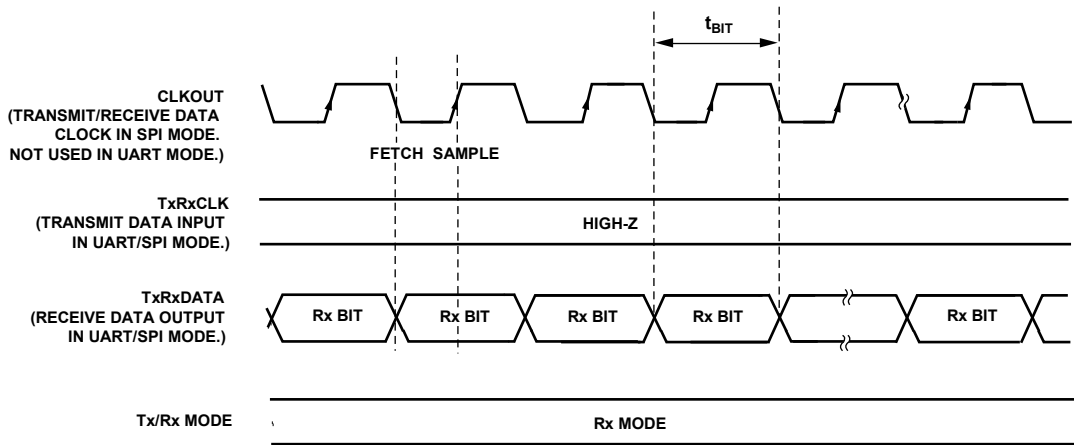 tBIT
CLKOUT
(TRANSMIT/RECEIVE DATA
CLOCK IN SPI MODE.
NOT USED IN UART MODE.)
FETCH SAMPLE
TxRxCLK
(TRANSMIT DATA INPUT
IN UART/SPI MODE.)
HIGH-Z
TxRxDATA
(RECEIVE DATA OUTPUT
IN UART/SPI MODE.)
Rx BIT Rx BIT Rx BIT Rx BIT Rx BIT
Tx/Rx MODE
Rx MODE